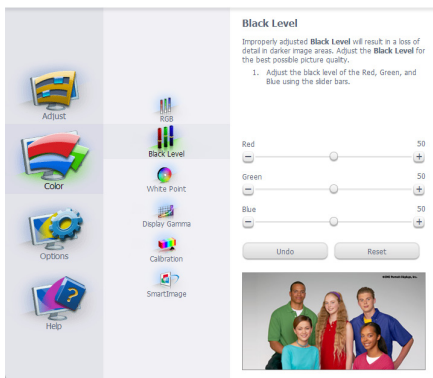 Black Level
Improperly adjusted Black Level will result in a loss of
detail in darker image areas. Adjust the Black Level for
the best possible picture quality.
1. Adjust the black level of the Red, Green, and
Blue using the slider bars.
Adjust
Color
Options
Help
RGB
Black Level
White Point
Display Gamma
Calibration
SmartImage
Red 50
Green 50
Blue 50
Undo Reset